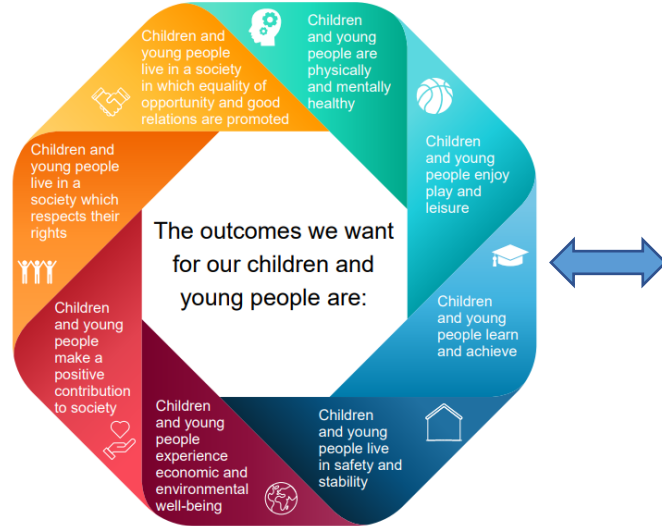 The outcomes we want
for our children and
young people are:
Children
and young
people are
physically
and mentally
healthy
Children
and young
people enjoy
play and
leisure
Children
and young
people learn
and achieve
Children
and young
people live
in safety and
stability
Children
and young
people
experience
economic and
environmental
well-being
Children
and young
people
make a
positive
contribution
to society
Children and
young people
live in a
society which
respects their
rights
Children and
young people
live in a society
in which equality of
opportunity and good
relations are promoted